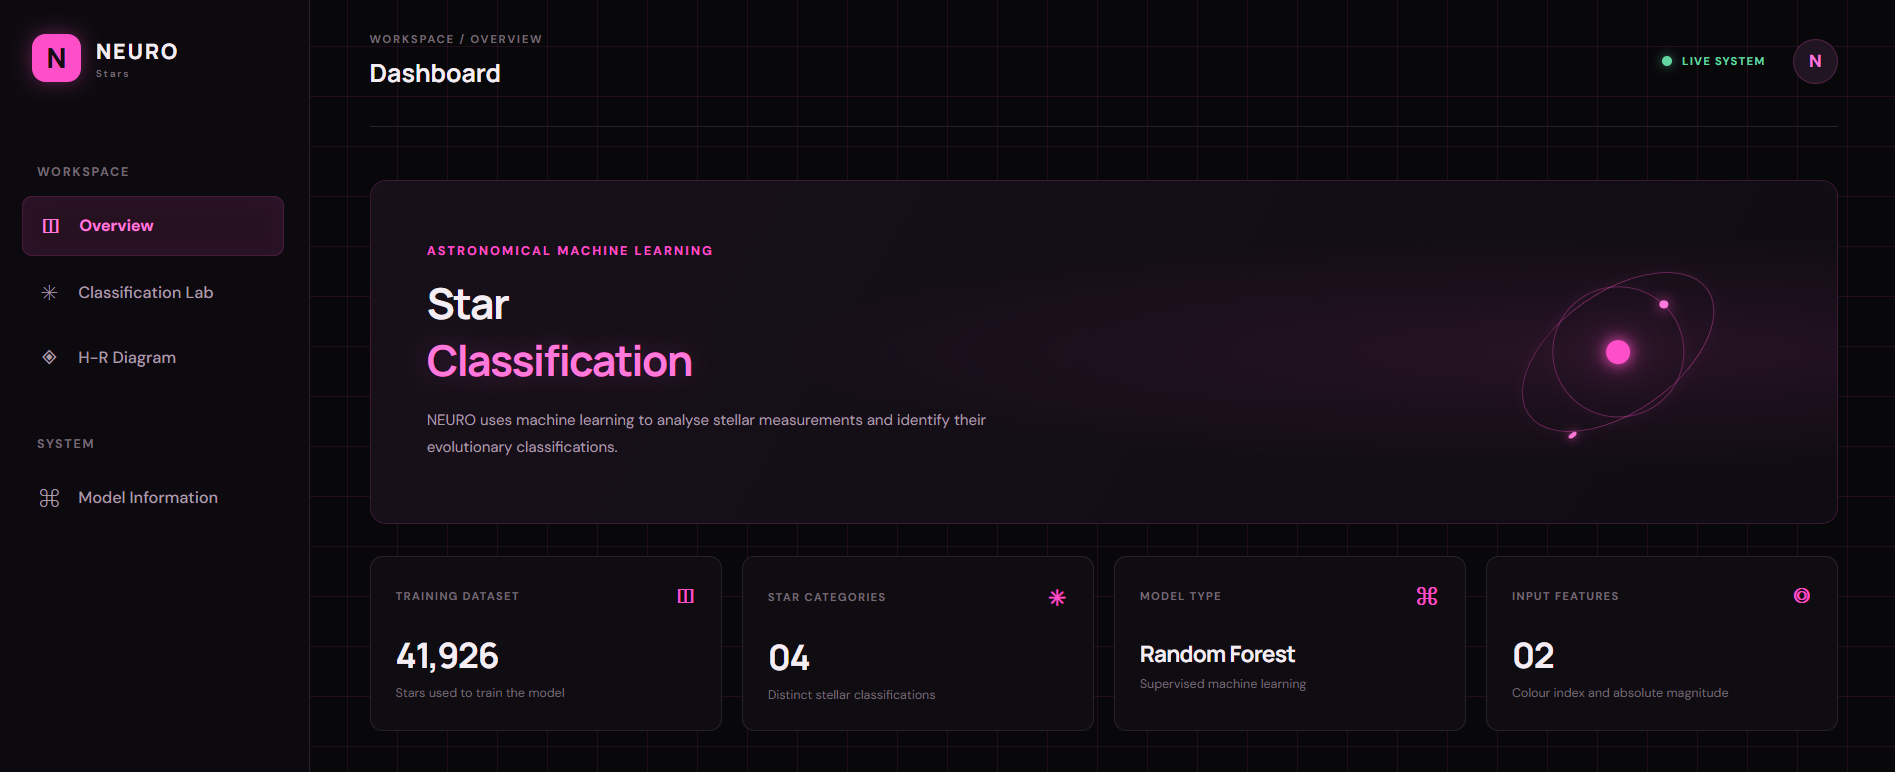 N
NEURO
Stars
WORKSPACE
Overview
Classification Lab
H-R Diagram
SYSTEM
Model Information
WORKSPACE / OVERVIEW
Dashboard
LIVE SYSTEM
N
ASTRONOMICAL MACHINE LEARNING
Star
Classification
NEURO uses machine learning to analyse stellar measurements and identify their
evolutionary classifications.
TRAINING DATASET
41,926
Stars used to train the model
STAR CATEGORIES
04
Distinct stellar classifications
MODEL TYPE
Random Forest
Supervised machine learning
INPUT FEATURES
02
Colour index and absolute magnitude